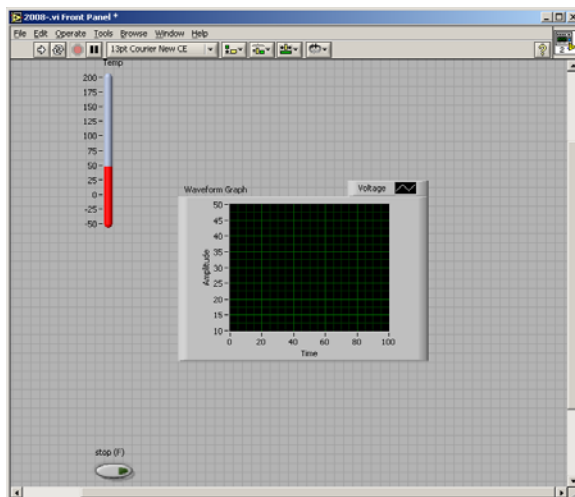 2008-.vi Front Panel *
File Edit Operate Tools Browse Window Help
13pt Courier New CE
2
Temp
200
175
150
125
100
75
50
25
0
-25
-50
Waveform Graph
Voltage
50
45
40
35
30
25
20
15
10
Amplitude
0 20 40 60 80 100
Time
stop (F)